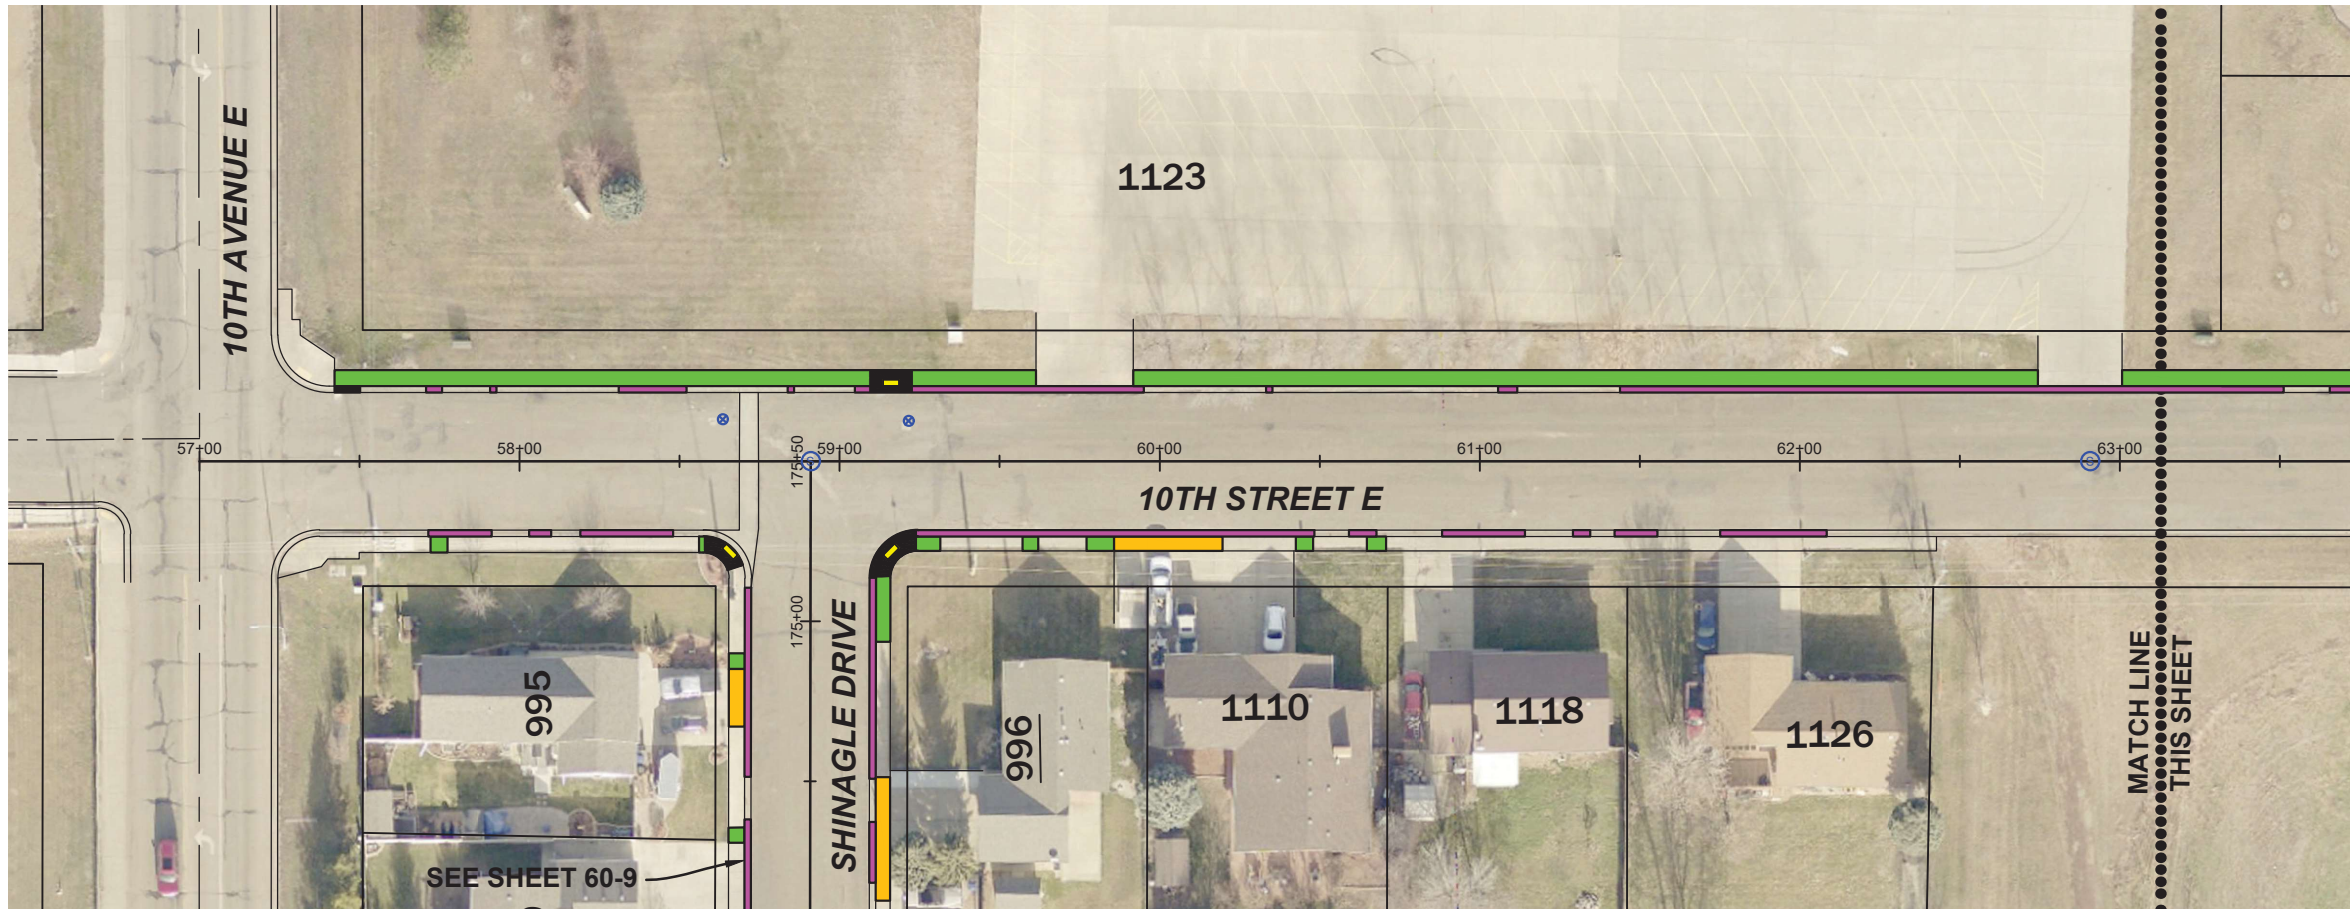 10TH AVENUE E
1123
57+00
58+00
59+00
60+00
61+00
62+00
63+00
175+50
10TH STREET E
175+00
SHINAGLE DRIVE
995
996
1110
1118
1126
MATCH LINE
THIS SHEET
SEE SHEET 60-9